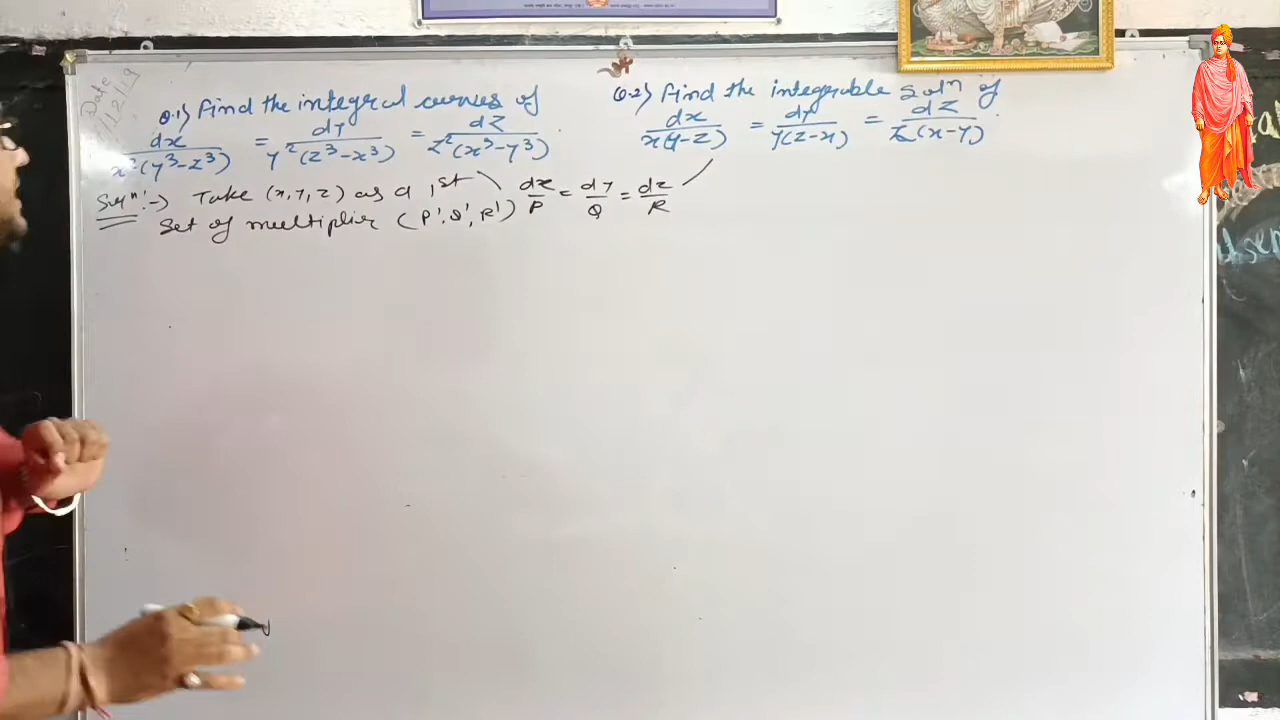 Date
/12/19
Q.1) Find the integral curves of
dx/x²(y³-z³) = dy/y²(z³-x³) = dz/z²(x³-y³)
Solⁿ:-) Take (x,y,z) as a 1st
set of multiplier (P',Q',R') dx/P = dy/Q = dz/R
Q.2) Find the integrable solⁿ of
dx/x(y-z) = dy/y(z-x) = dz/z(x-y)